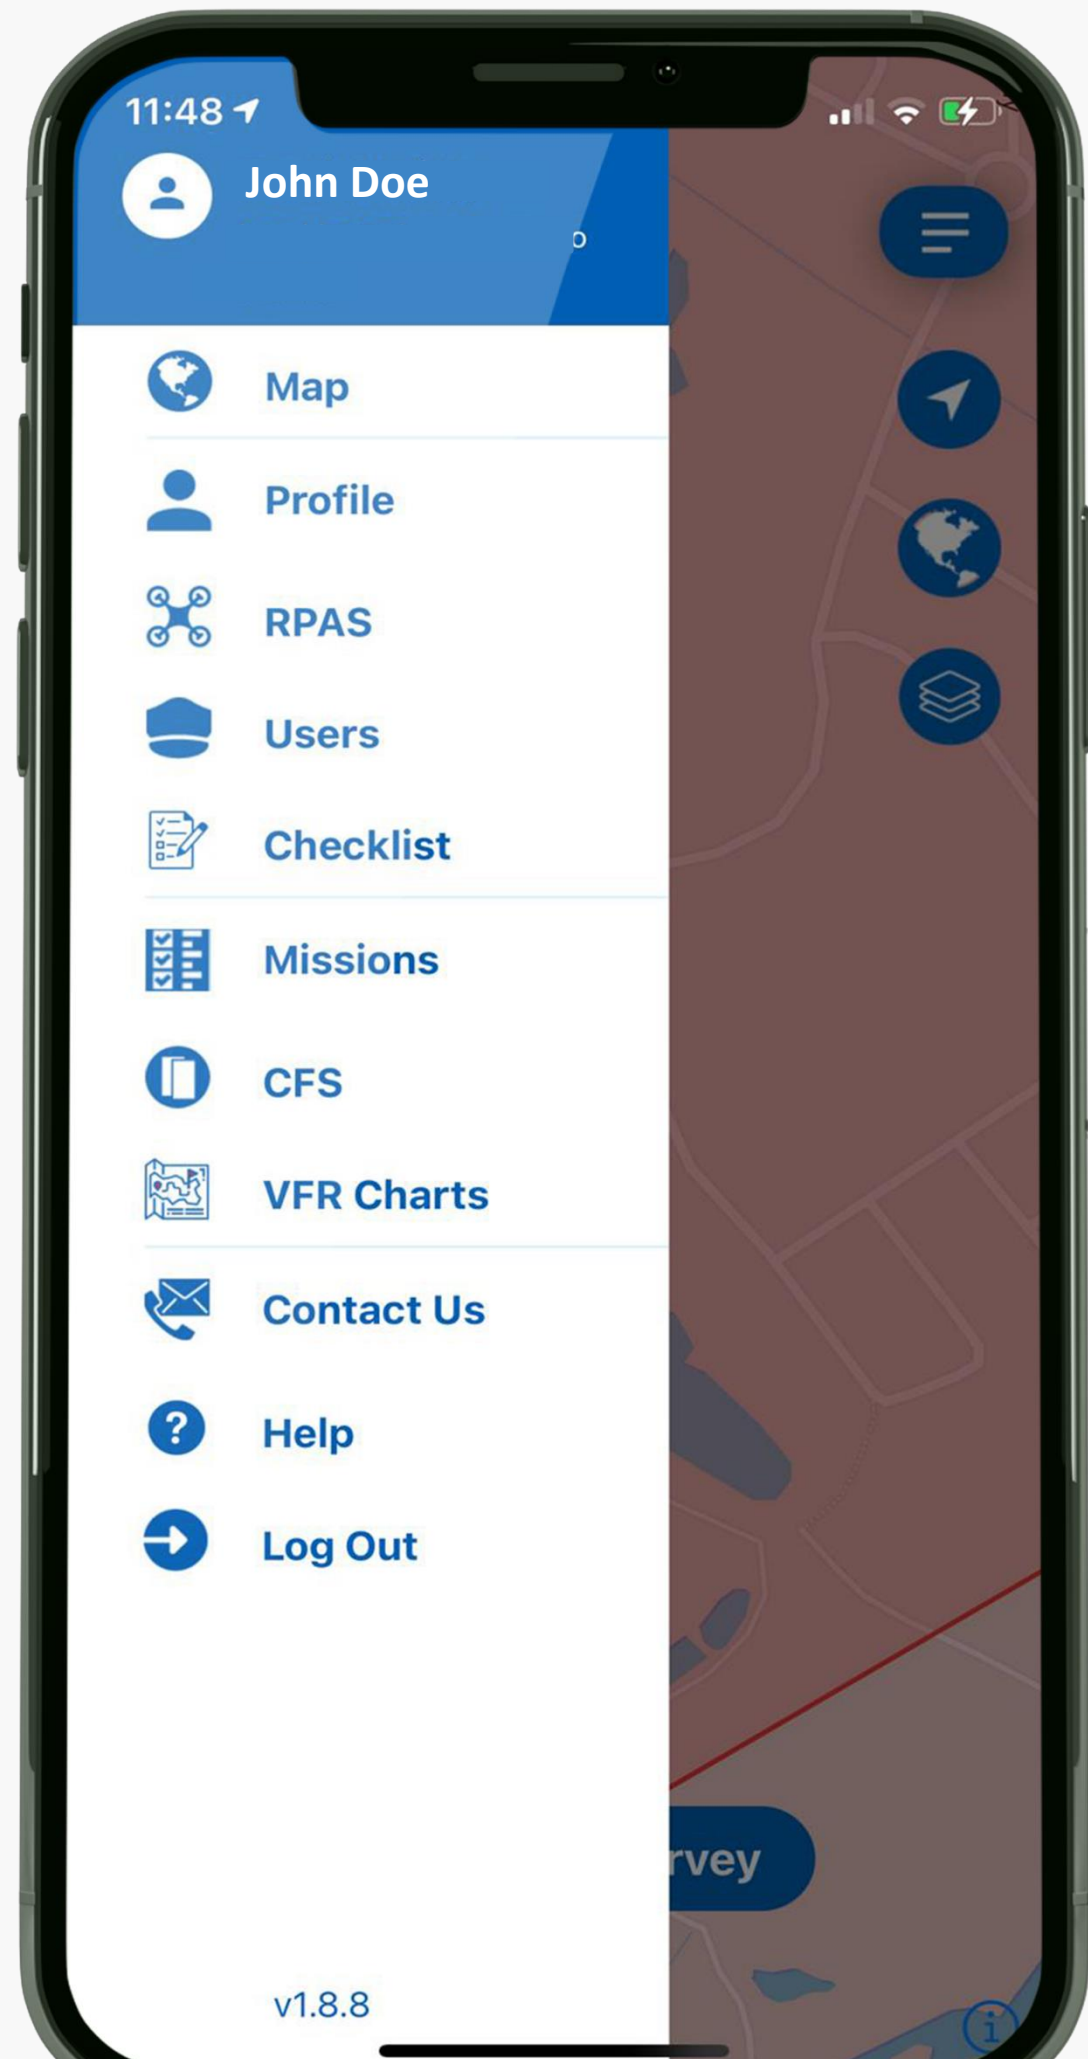 11:48
John Doe
Map
Profile
RPAS
Users
Checklist
Missions
CFS
VFR Charts
Contact Us
Help
Log Out
rvey
v1.8.8